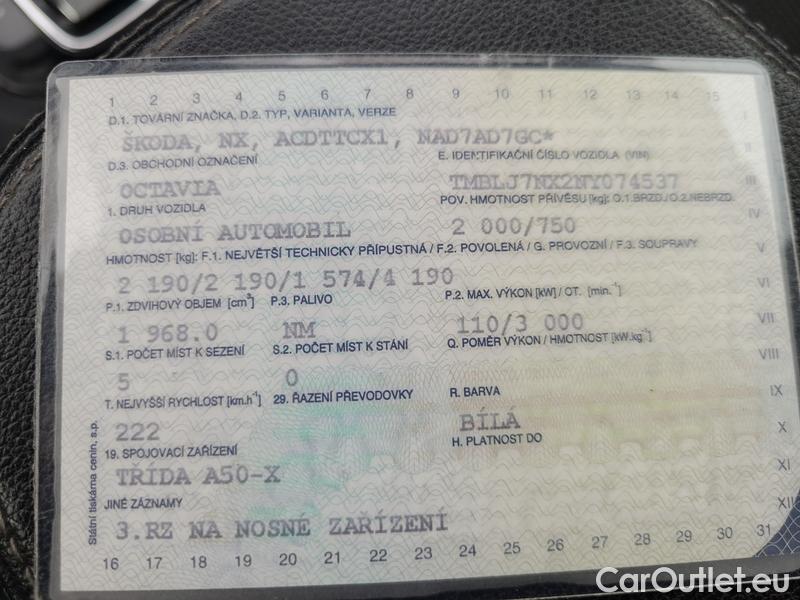 1 2 3 4 5 6 7 8 9 10 11 12 13 14 15
D.1. TOVÁRNÍ ZNAČKA, D.2. TYP, VARIANTA, VERZE
I
ŠKODA, NX, ACDTTCX1, NAD7AD7GC*
D.3. OBCHODNÍ OZNAČENÍ E. IDENTIFIKAČNÍ ČÍSLO VOZIDLA (VIN)
II
OCTAVIA TMBLJ7NX2NY074537
III
1. DRUH VOZIDLA POV. HMOTNOST PŘÍVĚSU [kg]: O.1.BRZD./O.2.NEBRZD.
OSOBNÍ AUTOMOBIL 2 000/750
IV
HMOTNOST [kg]: F.1. NEJVĚTŠÍ TECHNICKY PŘÍPUSTNÁ / F.2. POVOLENÁ / G. PROVOZNÍ / F.3. SOUPRAVY
V
2 190/2 190/1 574/4 190
VI
P.1. ZDVIHOVÝ OBJEM [cm³] P.3. PALIVO P.2. MAX. VÝKON [kW] / OT. [min.⁻¹]
1 968.0 NM 110/3 000
VII
S.1. POČET MÍST K SEZENÍ S.2. POČET MÍST K STÁNÍ Q. POMĚR VÝKON / HMOTNOST [kW.kg⁻¹]
VIII
5 0
T. NEJVYŠŠÍ RYCHLOST [km.h⁻¹] 29. ŘAZENÍ PŘEVODOVKY R. BARVA
IX
222 BÍLÁ
X
19. SPOJOVACÍ ZAŘÍZENÍ H. PLATNOST DO
TŘÍDA A50-X
XI
JINÉ ZÁZNAMY
XII
3.RZ NA NOSNÉ ZAŘÍZENÍ
16 17 18 19 20 21 22 23 24 25 26 27 28 29 30 31
Státní tiskárna cenin, s.p.
CarOutlet.eu